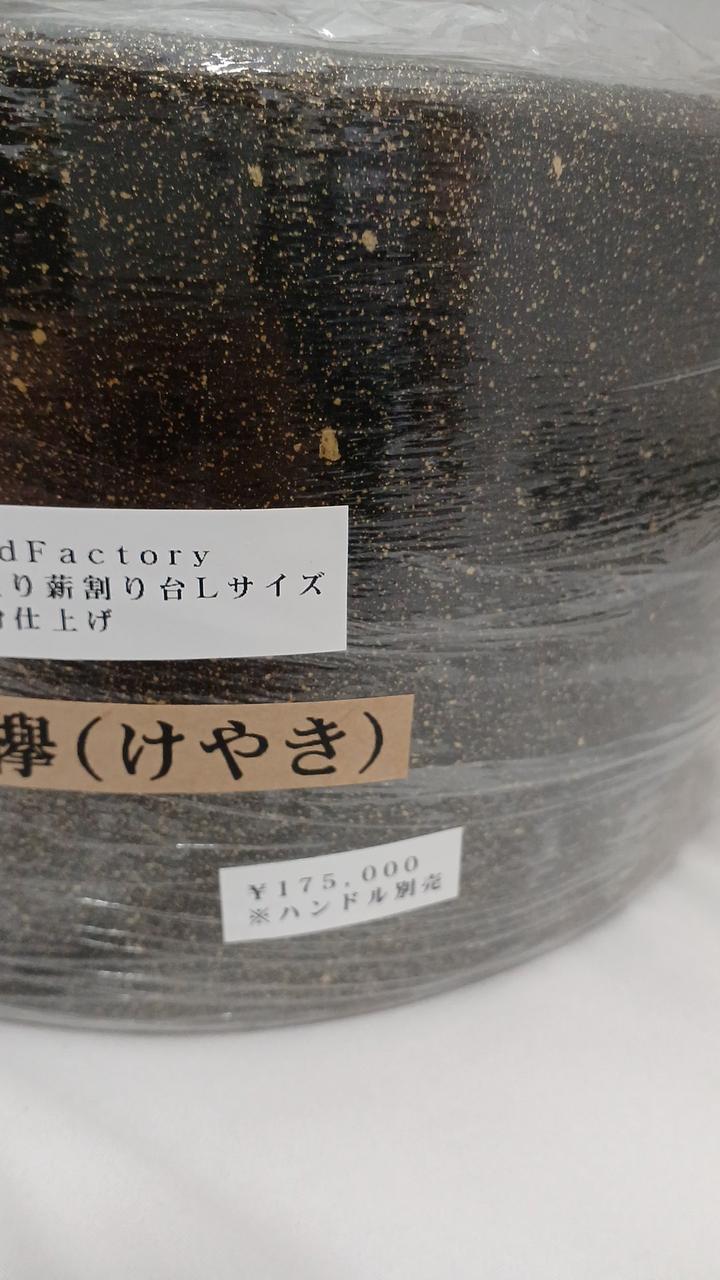 dFactory
り薪割り台Lサイズ
仕上げ
欅(けやき)
¥175,000
※ハンドル別売